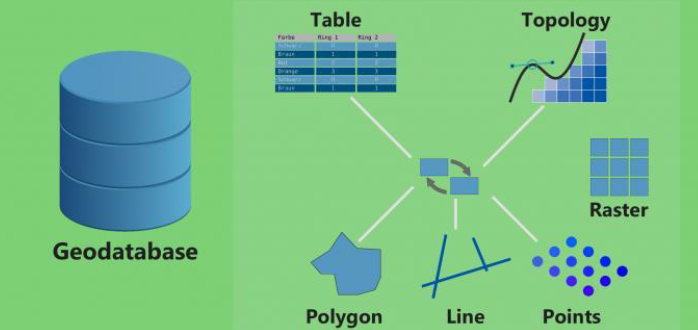 Table
Topology
Farbe Ring 1 Ring 2
Schwarz 0 0
Braun 1 1
Rot 2 2
Orange 3 3
Schwarz 0 0
Braun 1 1
Raster
Geodatabase
Polygon
Line
Points